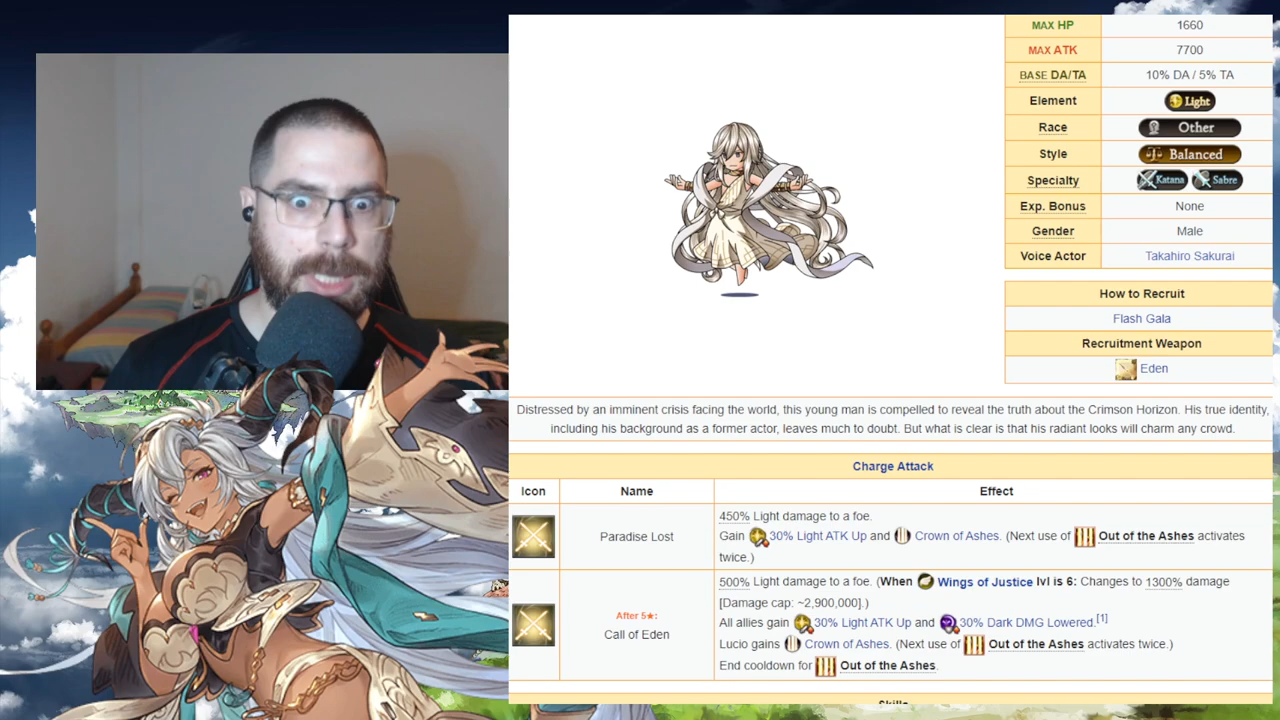 MAX HP 1660
MAX ATK 7700
BASE DA/TA 10% DA / 5% TA
Element Light
Race Other
Style Balanced
Specialty Katana Sabre
Exp. Bonus None
Gender Male
Voice Actor Takahiro Sakurai
How to Recruit
Flash Gala
Recruitment Weapon
Eden
Distressed by an imminent crisis facing the world, this young man is compelled to reveal the truth about the Crimson Horizon. His true identity,
including his background as a former actor, leaves much to doubt. But what is clear is that his radiant looks will charm any crowd.
Charge Attack
Icon Name Effect
450% Light damage to a foe.
Paradise Lost Gain 30% Light ATK Up and Crown of Ashes. (Next use of Out of the Ashes activates
twice.)
500% Light damage to a foe. (When Wings of Justice lvl is 6: Changes to 1300% damage
[Damage cap: ~2,900,000].)
After 5★:
Call of Eden
All allies gain 30% Light ATK Up and 30% Dark DMG Lowered.[1]
Lucio gains Crown of Ashes. (Next use of Out of the Ashes activates twice.)
End cooldown for Out of the Ashes.
Skills